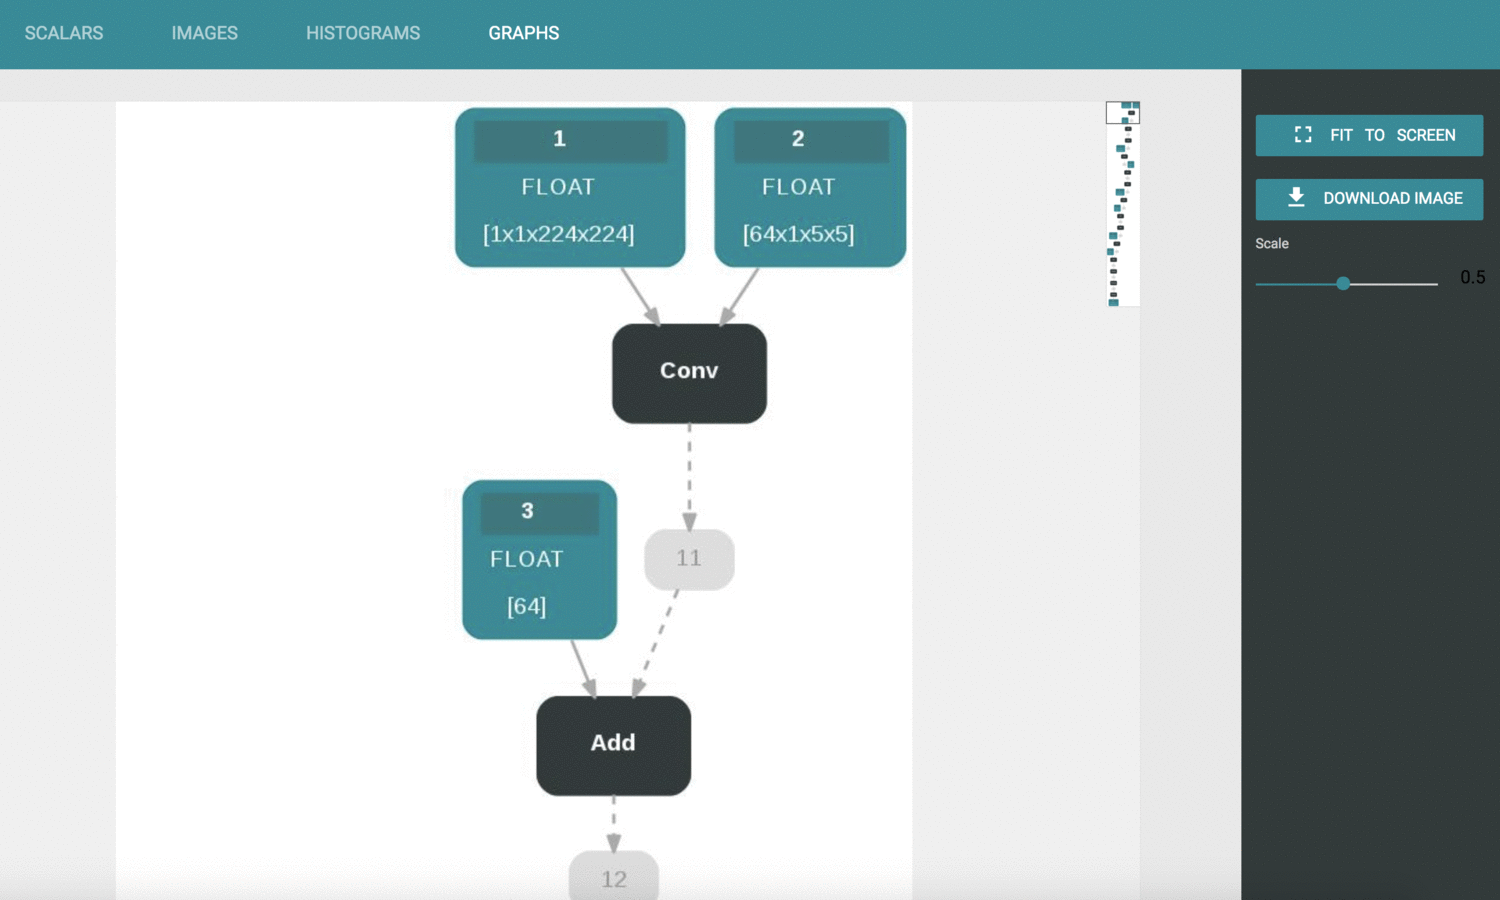 SCALARS IMAGES HISTOGRAMS GRAPHS
1
FLOAT
[1x1x224x224]
2
FLOAT
[64x1x5x5]
Conv
3
FLOAT
[64]
11
Add
12
FIT TO SCREEN
DOWNLOAD IMAGE
Scale
0.5